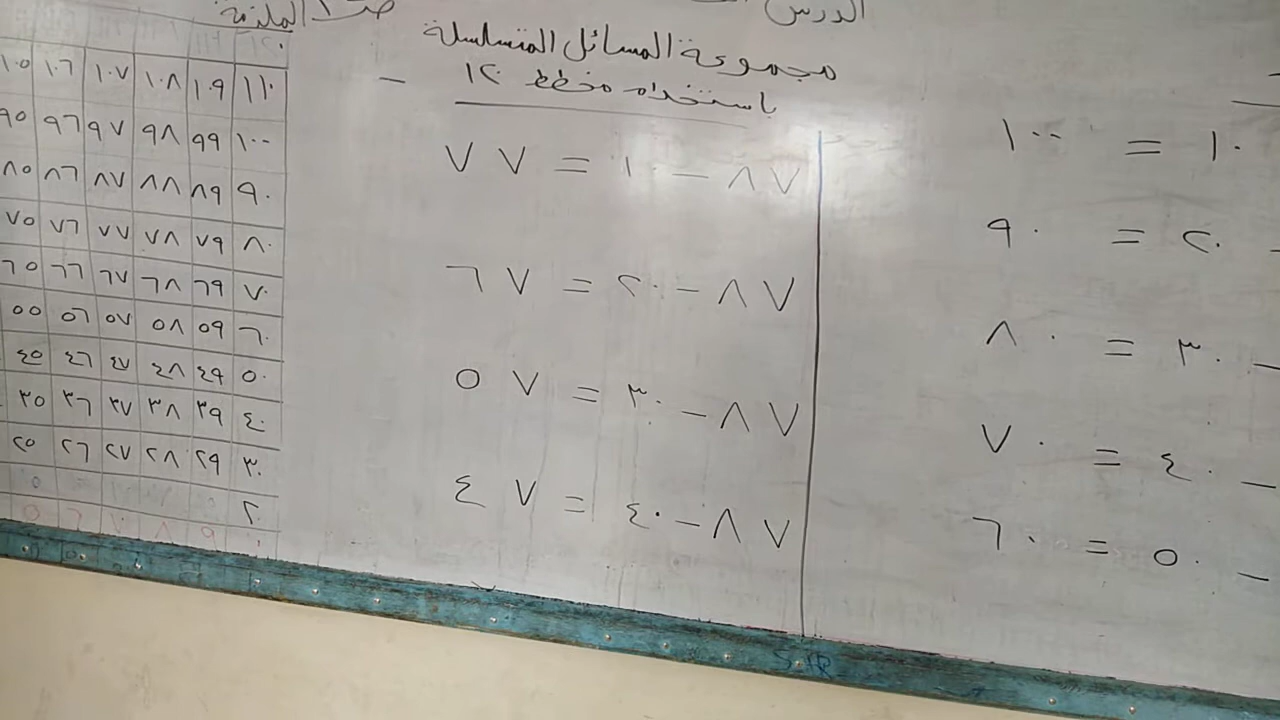 الدرس
صـ ١ الملزمة
مجموعة المسائل المتسلسلة
باستخدام مخطط ١٢٠
- ١٠ = ١٠٠
- ٢٠ = ٩٠
- ٣٠ = ٨٠
- ٤٠ = ٧٠
- ٥٠ = ٦٠
٨٧ - ١٠ = ٧٧
٨٧ - ٢٠ = ٦٧
٨٧ - ٣٠ = ٥٧
٨٧ - ٤٠ = ٤٧
١٠٥ ١٠٦ ١٠٧ ١٠٨ ١٠٩ ١١٠
٩٥ ٩٦ ٩٧ ٩٨ ٩٩ ١٠٠
٨٥ ٨٦ ٨٧ ٨٨ ٨٩ ٩٠
٧٥ ٧٦ ٧٧ ٧٨ ٧٩ ٨٠
٦٥ ٦٦ ٦٧ ٦٨ ٦٩ ٧٠
٥٥ ٥٦ ٥٧ ٥٨ ٥٩ ٦٠
٤٥ ٤٦ ٤٧ ٤٨ ٤٩ ٥٠
٣٥ ٣٦ ٣٧ ٣٨ ٣٩ ٤٠
٢٥ ٢٦ ٢٧ ٢٨ ٢٩ ٣٠
٢٠